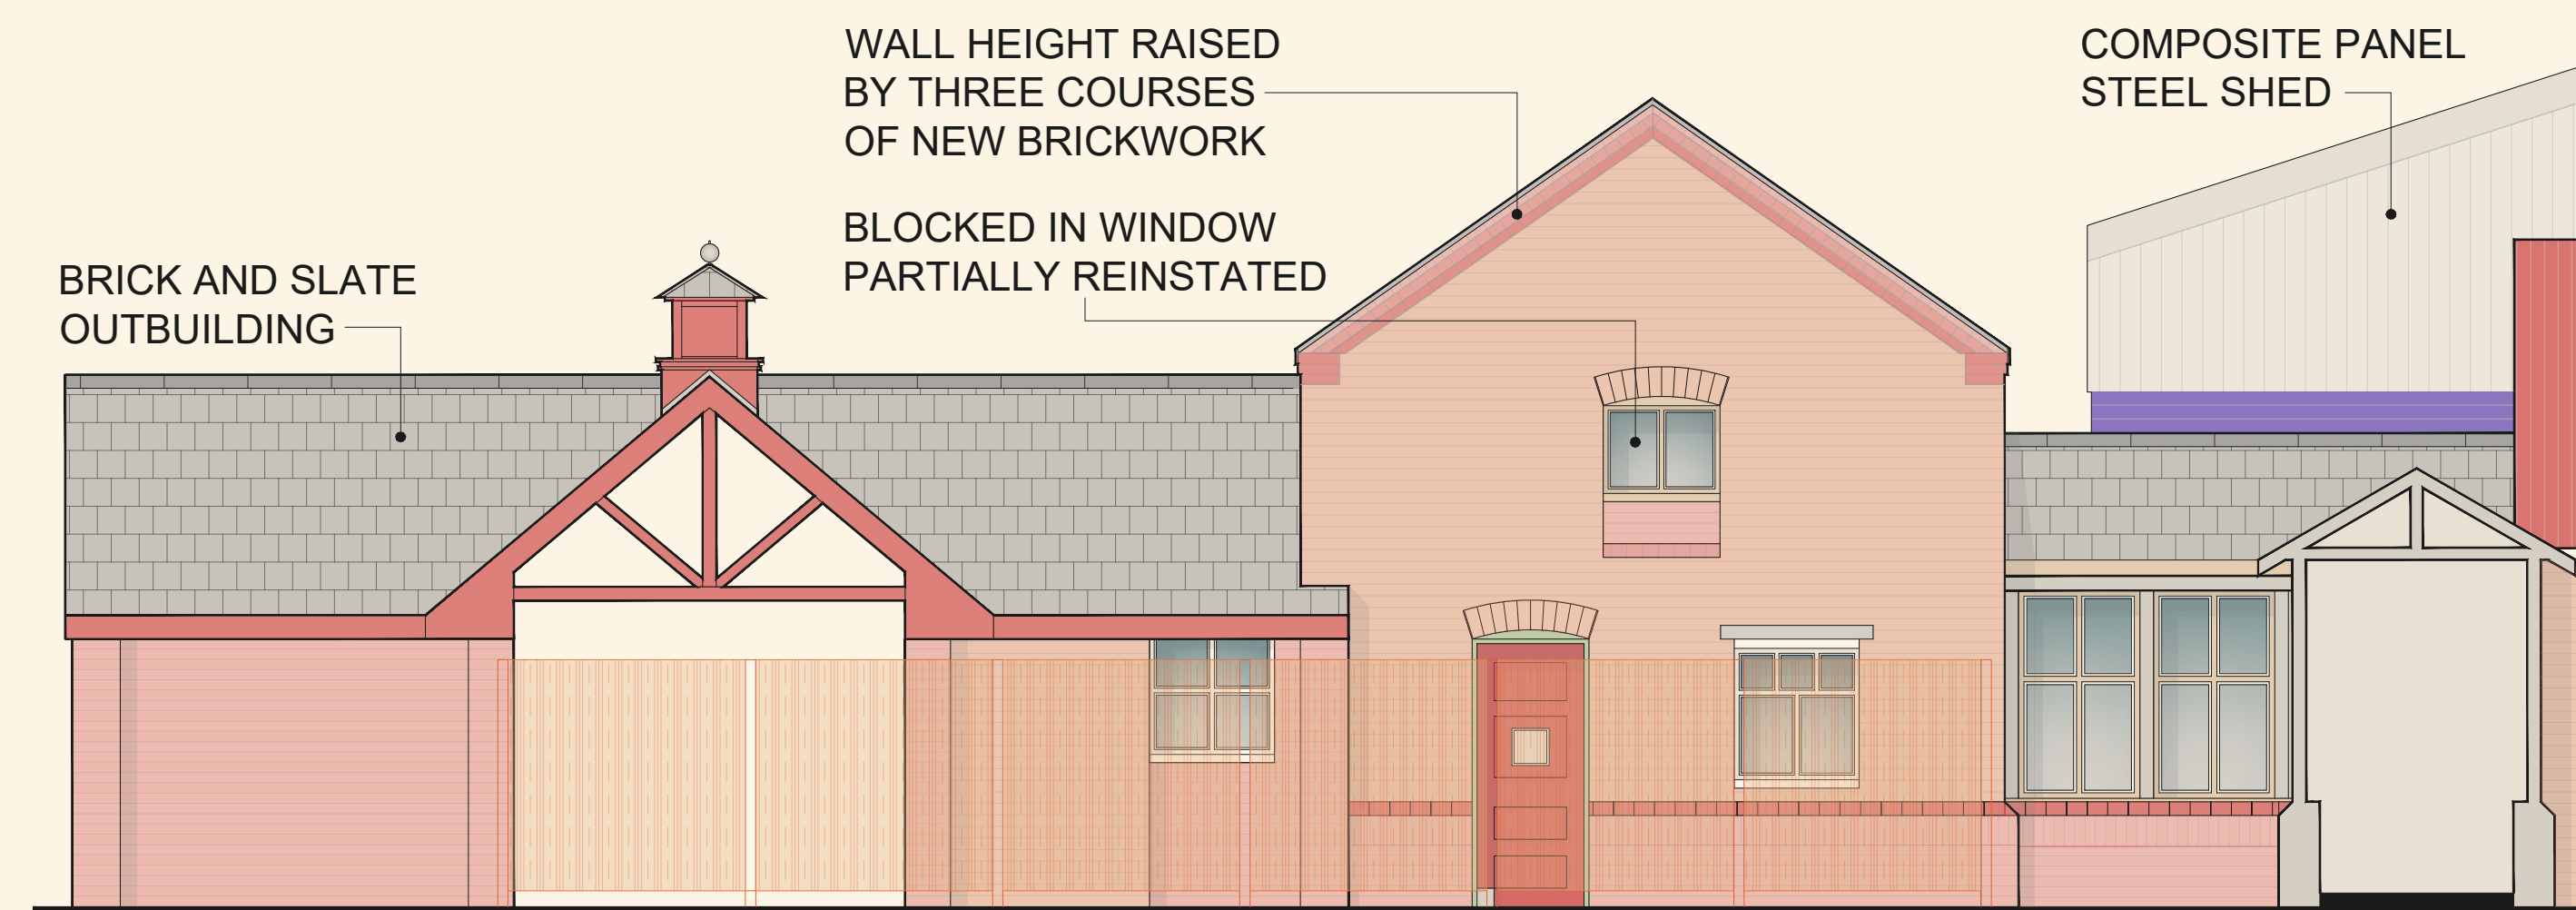 WALL HEIGHT RAISED
BY THREE COURSES
OF NEW BRICKWORK
COMPOSITE PANEL
STEEL SHED
BLOCKED IN WINDOW
PARTIALLY REINSTATED
BRICK AND SLATE
OUTBUILDING